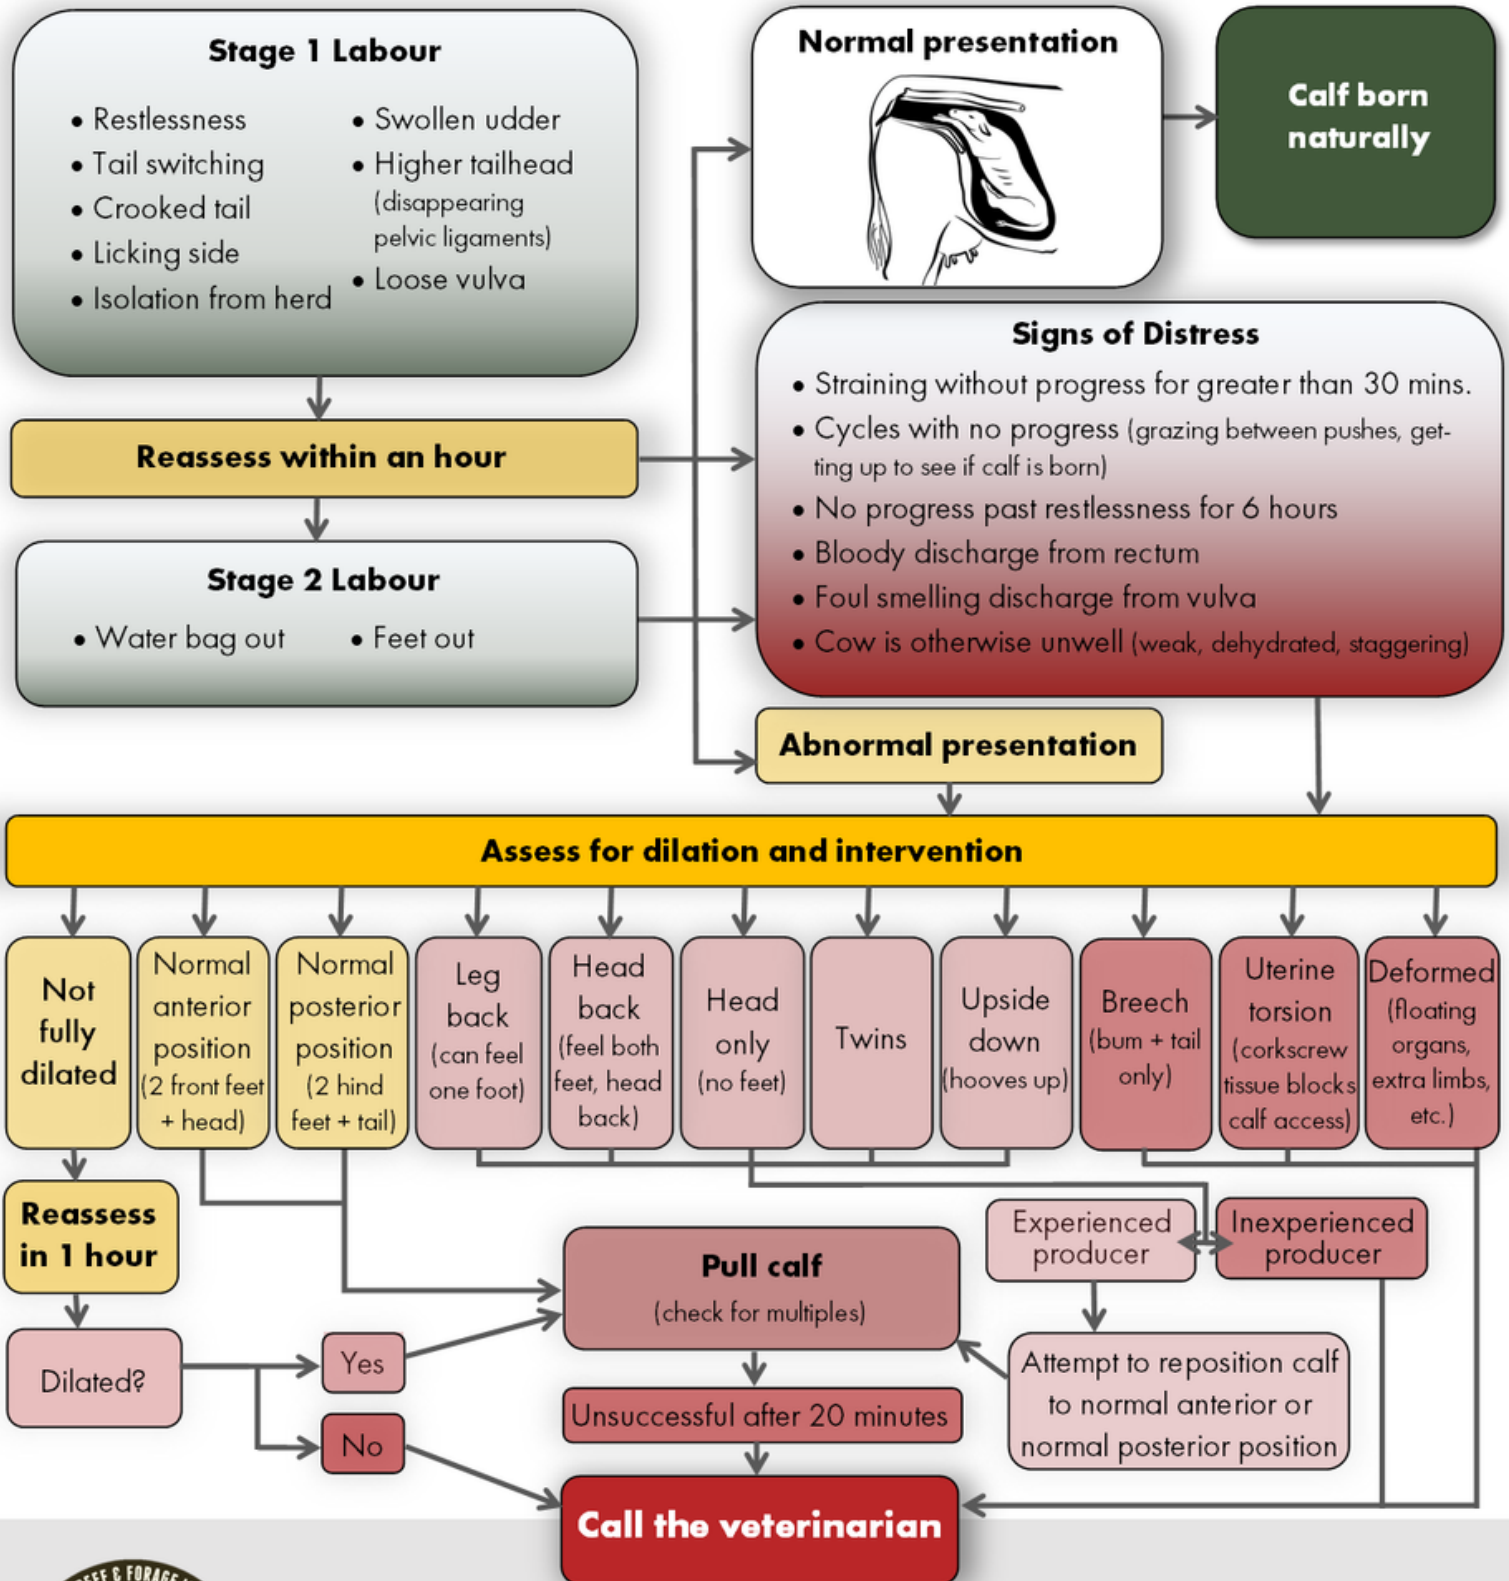 Stage 1 Labour
• Restlessness
• Tail switching
• Crooked tail
• Licking side
• Isolation from herd
• Swollen udder
• Higher tailhead
(disappearing
pelvic ligaments)
• Loose vulva
Normal presentation
Calf born
naturally
Reassess within an hour
Signs of Distress
• Straining without progress for greater than 30 mins.
• Cycles with no progress (grazing between pushes, get-
ting up to see if calf is born)
• No progress past restlessness for 6 hours
• Bloody discharge from rectum
• Foul smelling discharge from vulva
• Cow is otherwise unwell (weak, dehydrated, staggering)
Stage 2 Labour
• Water bag out
• Feet out
Abnormal presentation
Assess for dilation and intervention
Not
fully
dilated
Normal
anterior
position
(2 front feet
+ head)
Normal
posterior
position
(2 hind
feet + tail)
Leg
back
(can feel
one foot)
Head
back
(feel both
feet, head
back)
Head
only
(no feet)
Twins
Upside
down
(hooves up)
Breech
(bum + tail
only)
Uterine
torsion
(corkscrew
tissue blocks
calf access)
Deformed
(floating
organs,
extra limbs,
etc.)
Reassess
in 1 hour
Experienced
producer
Inexperienced
producer
Pull calf
(check for multiples)
Dilated?
Yes
No
Attempt to reposition calf
to normal anterior or
normal posterior position
Unsuccessful after 20 minutes
Call the veterinarian
& FORAGE